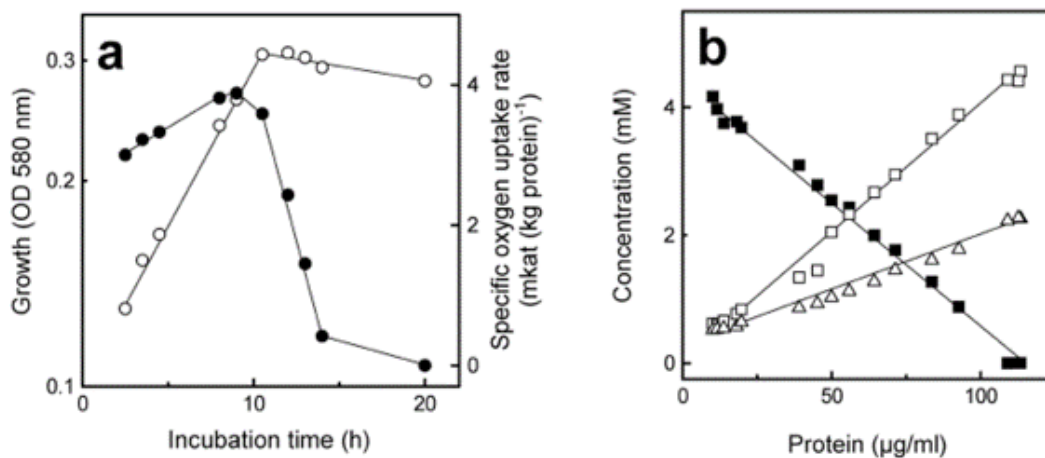 a
0.3
0.2
0.1
Growth (OD 580 nm)
4
2
0
Specific oxygen uptake rate
(mkat (kg protein)⁻¹)
0
10
20
Incubation time (h)
b
4
2
0
Concentration (mM)
0
50
100
Protein (µg/ml)